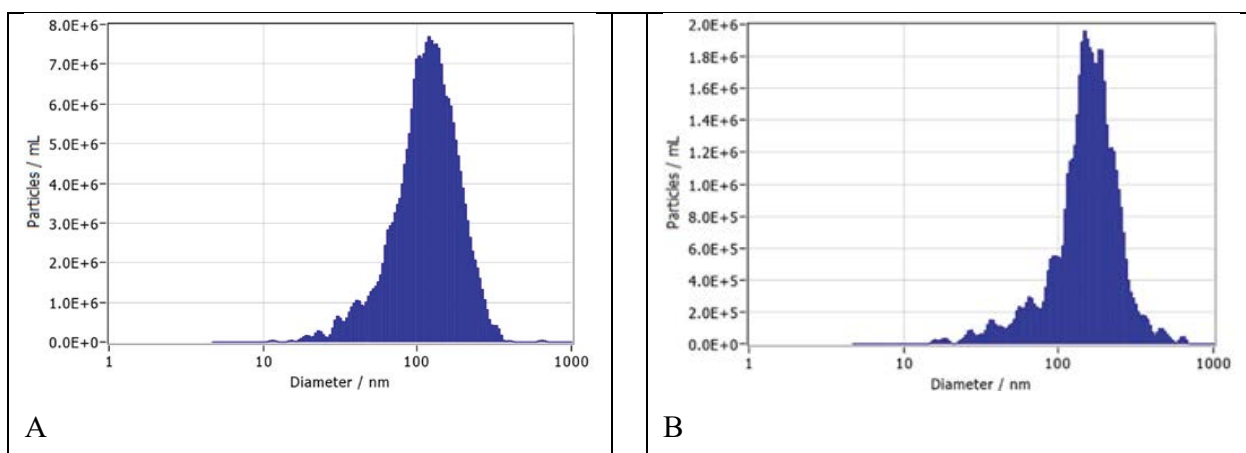 8.0E+6
7.0E+6
6.0E+6
5.0E+6
4.0E+6
3.0E+6
2.0E+6
1.0E+6
0.0E+0
Particles / mL
1 10 100 1000
Diameter / nm
A
2.0E+6
1.8E+6
1.6E+6
1.4E+6
1.2E+6
1.0E+6
8.0E+5
6.0E+5
4.0E+5
2.0E+5
0.0E+0
Particles / mL
1 10 100 1000
Diameter / nm
B